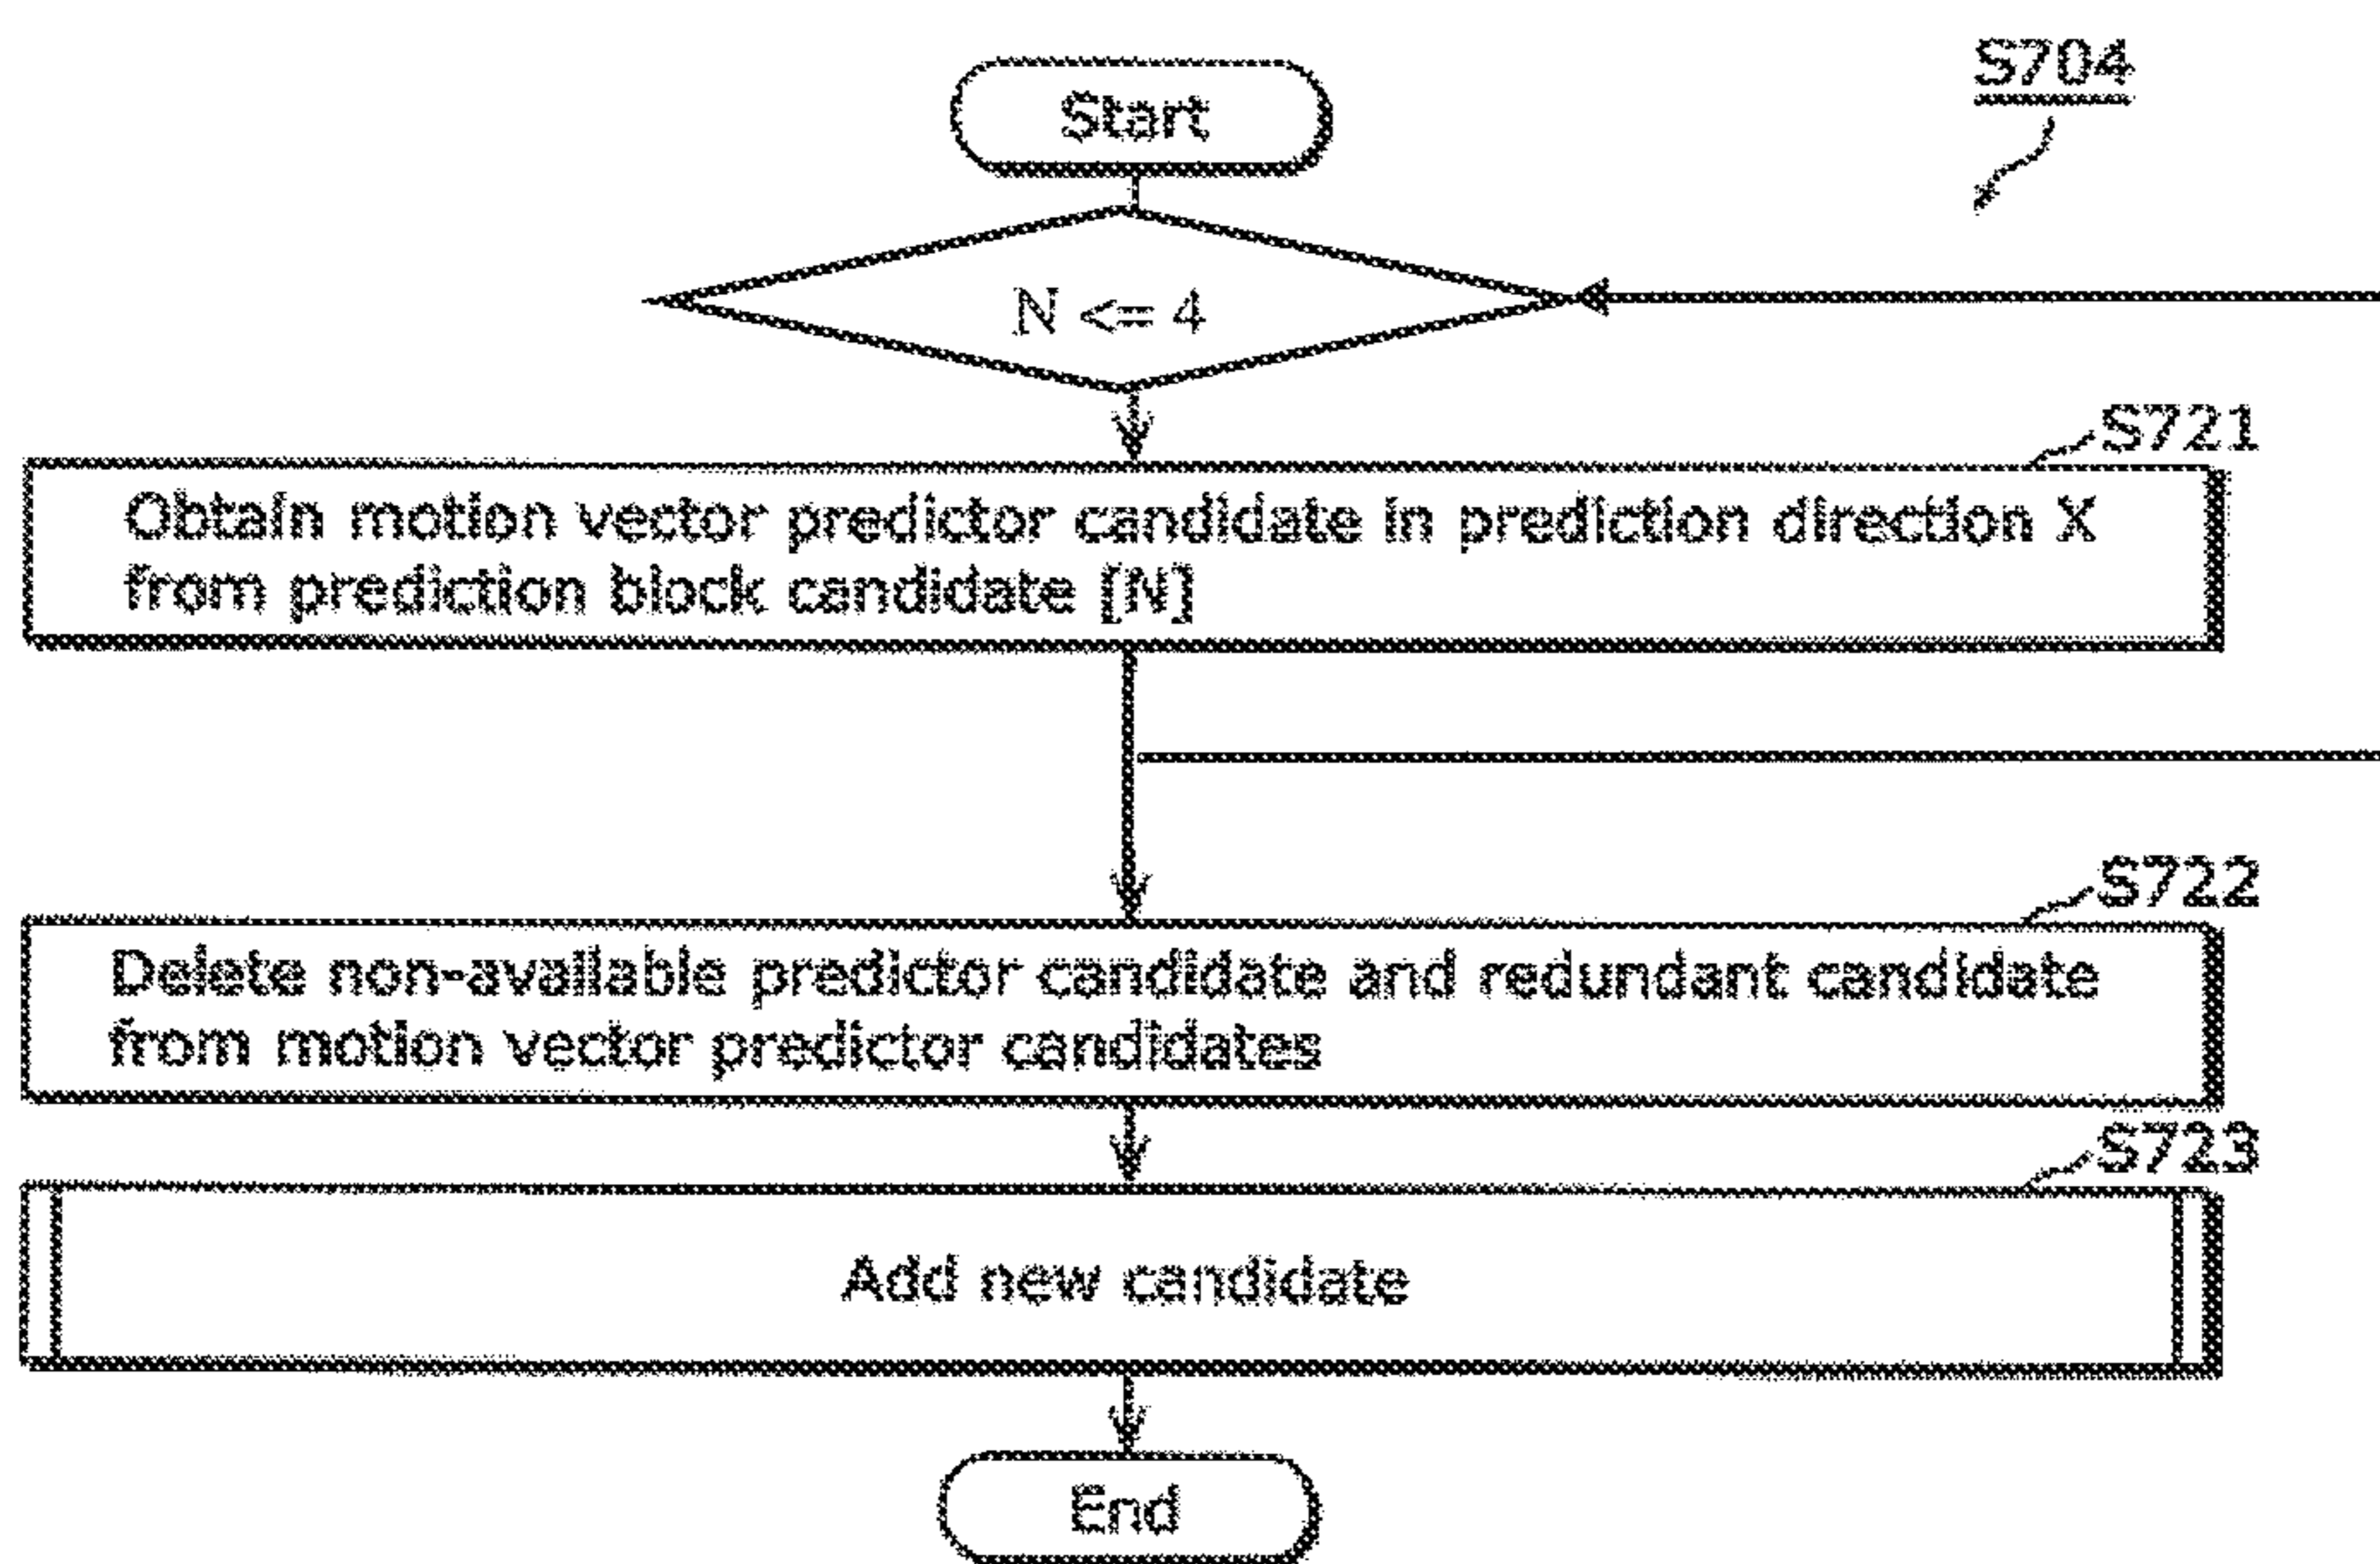 S704
Start
N <= 4
S721
Obtain motion vector predictor candidate in prediction direction X
from prediction block candidate [N]
S722
Delete non-available predictor candidate and redundant candidate
from motion vector predictor candidates
S723
Add new candidate
End